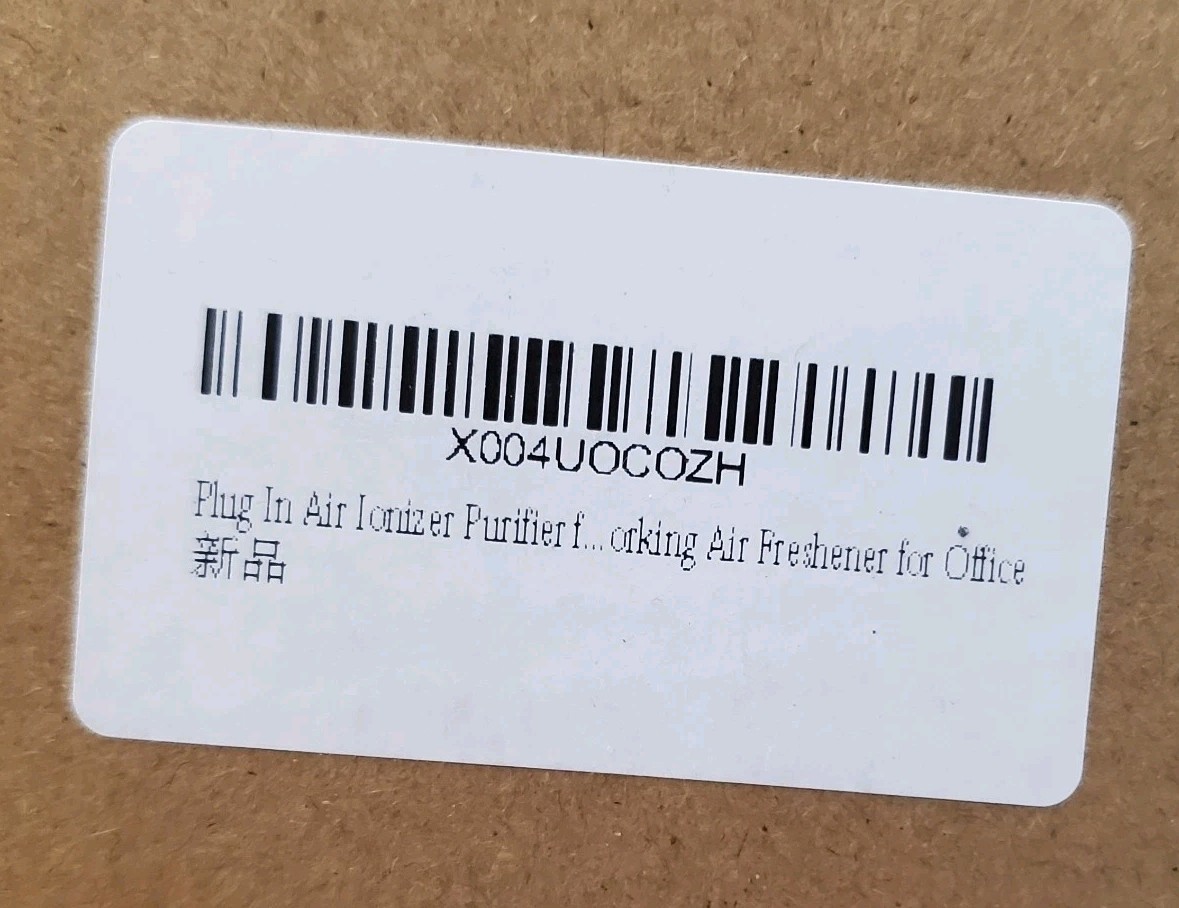 X004UOCOZH
Plug In Air Ionizer Purifier f...orking Air Freshener for Office
新品